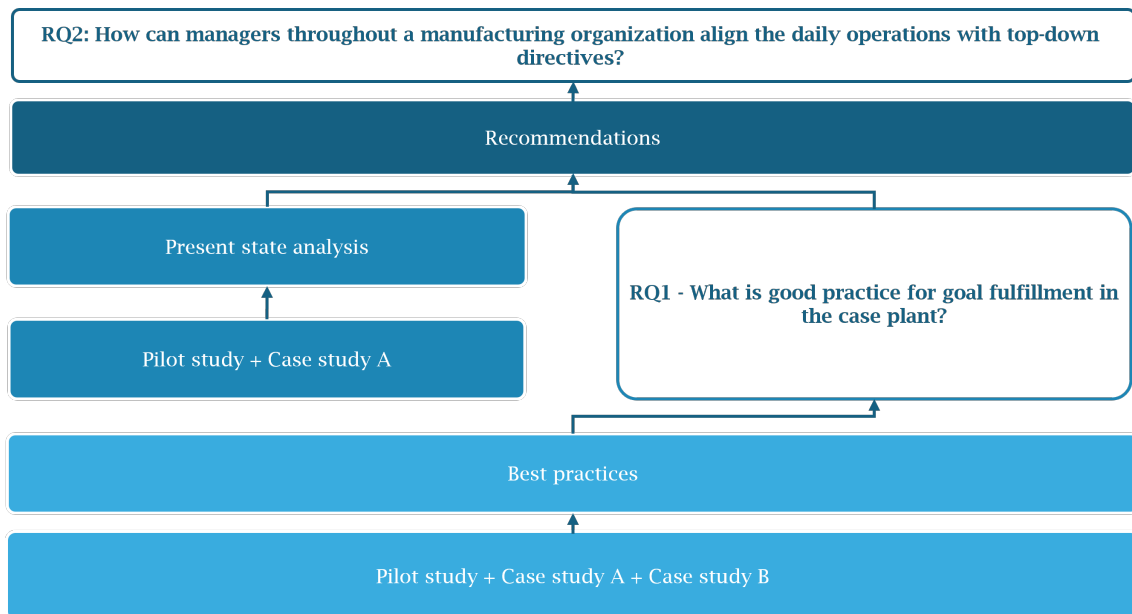 RQ2: How can managers throughout a manufacturing organization align the daily operations with top-down
directives?
Recommendations
Present state analysis
RQ1 - What is good practice for goal fulfillment in
the case plant?
Pilot study + Case study A
Best practices
Pilot study + Case study A + Case study B